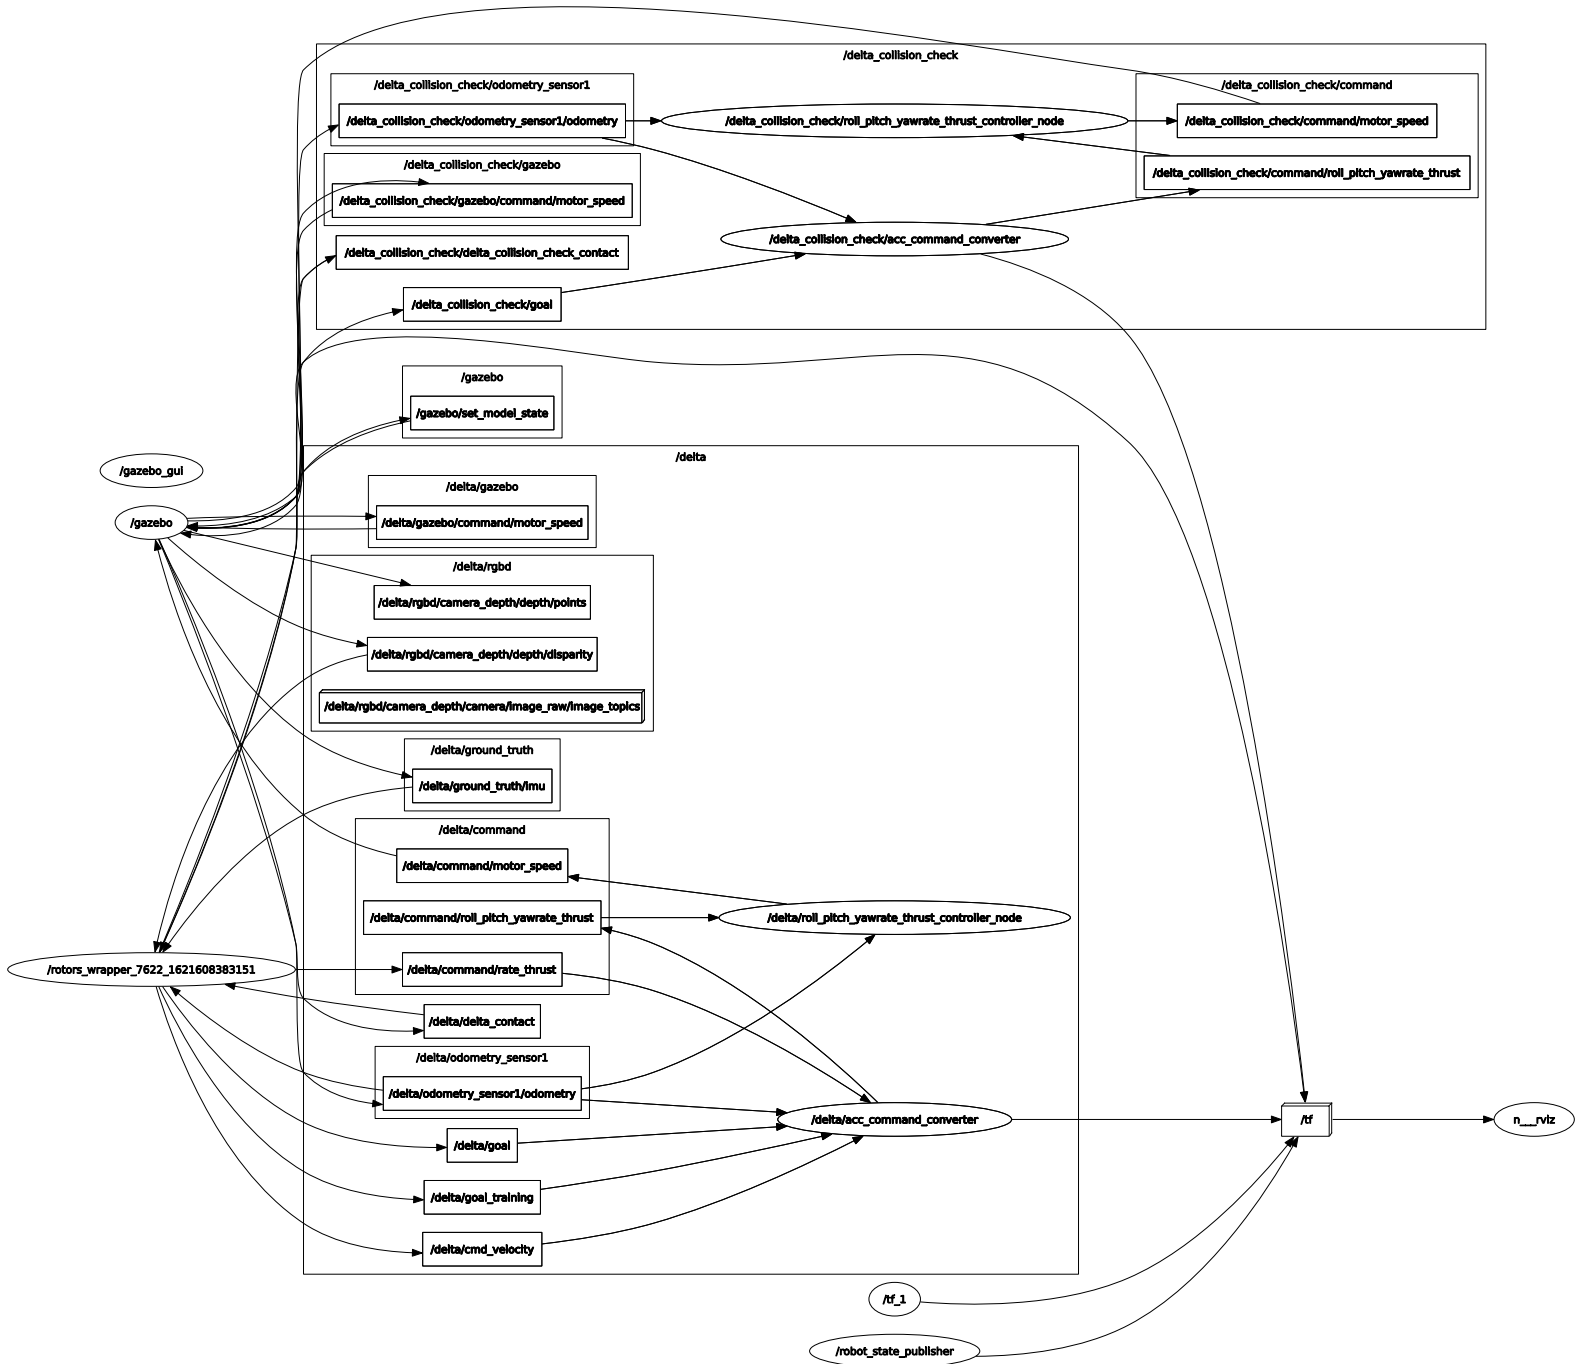 /delta_collision_check
/delta_collision_check/odometry_sensor1
/delta_collision_check/command
/delta_collision_check/odometry_sensor1/odometry
/delta_collision_check/roll_pitch_yawrate_thrust_controller_node
/delta_collision_check/command/motor_speed
/delta_collision_check/gazebo
/delta_collision_check/command/roll_pitch_yawrate_thrust
/delta_collision_check/gazebo/command/motor_speed
/delta_collision_check/acc_command_converter
/delta_collision_check/delta_collision_check_contact
/delta_collision_check/goal
/gazebo
/gazebo/set_model_state
/delta
/gazebo_gui
/delta/gazebo
/gazebo
/delta/gazebo/command/motor_speed
/delta/rgbd
/delta/rgbd/camera_depth/depth/points
/delta/rgbd/camera_depth/depth/disparity
/delta/rgbd/camera_depth/camera/image_raw/image_topics
/delta/ground_truth
/delta/ground_truth/imu
/delta/command
/delta/command/motor_speed
/delta/command/roll_pitch_yawrate_thrust
/delta/roll_pitch_yawrate_thrust_controller_node
/rotors_wrapper_7622_1621608383151
/delta/command/rate_thrust
/delta/delta_contact
/delta/odometry_sensor1
/delta/odometry_sensor1/odometry
/delta/acc_command_converter
/tf
n___rviz
/delta/goal
/delta/goal_training
/delta/cmd_velocity
/tf_1
/robot_state_publisher